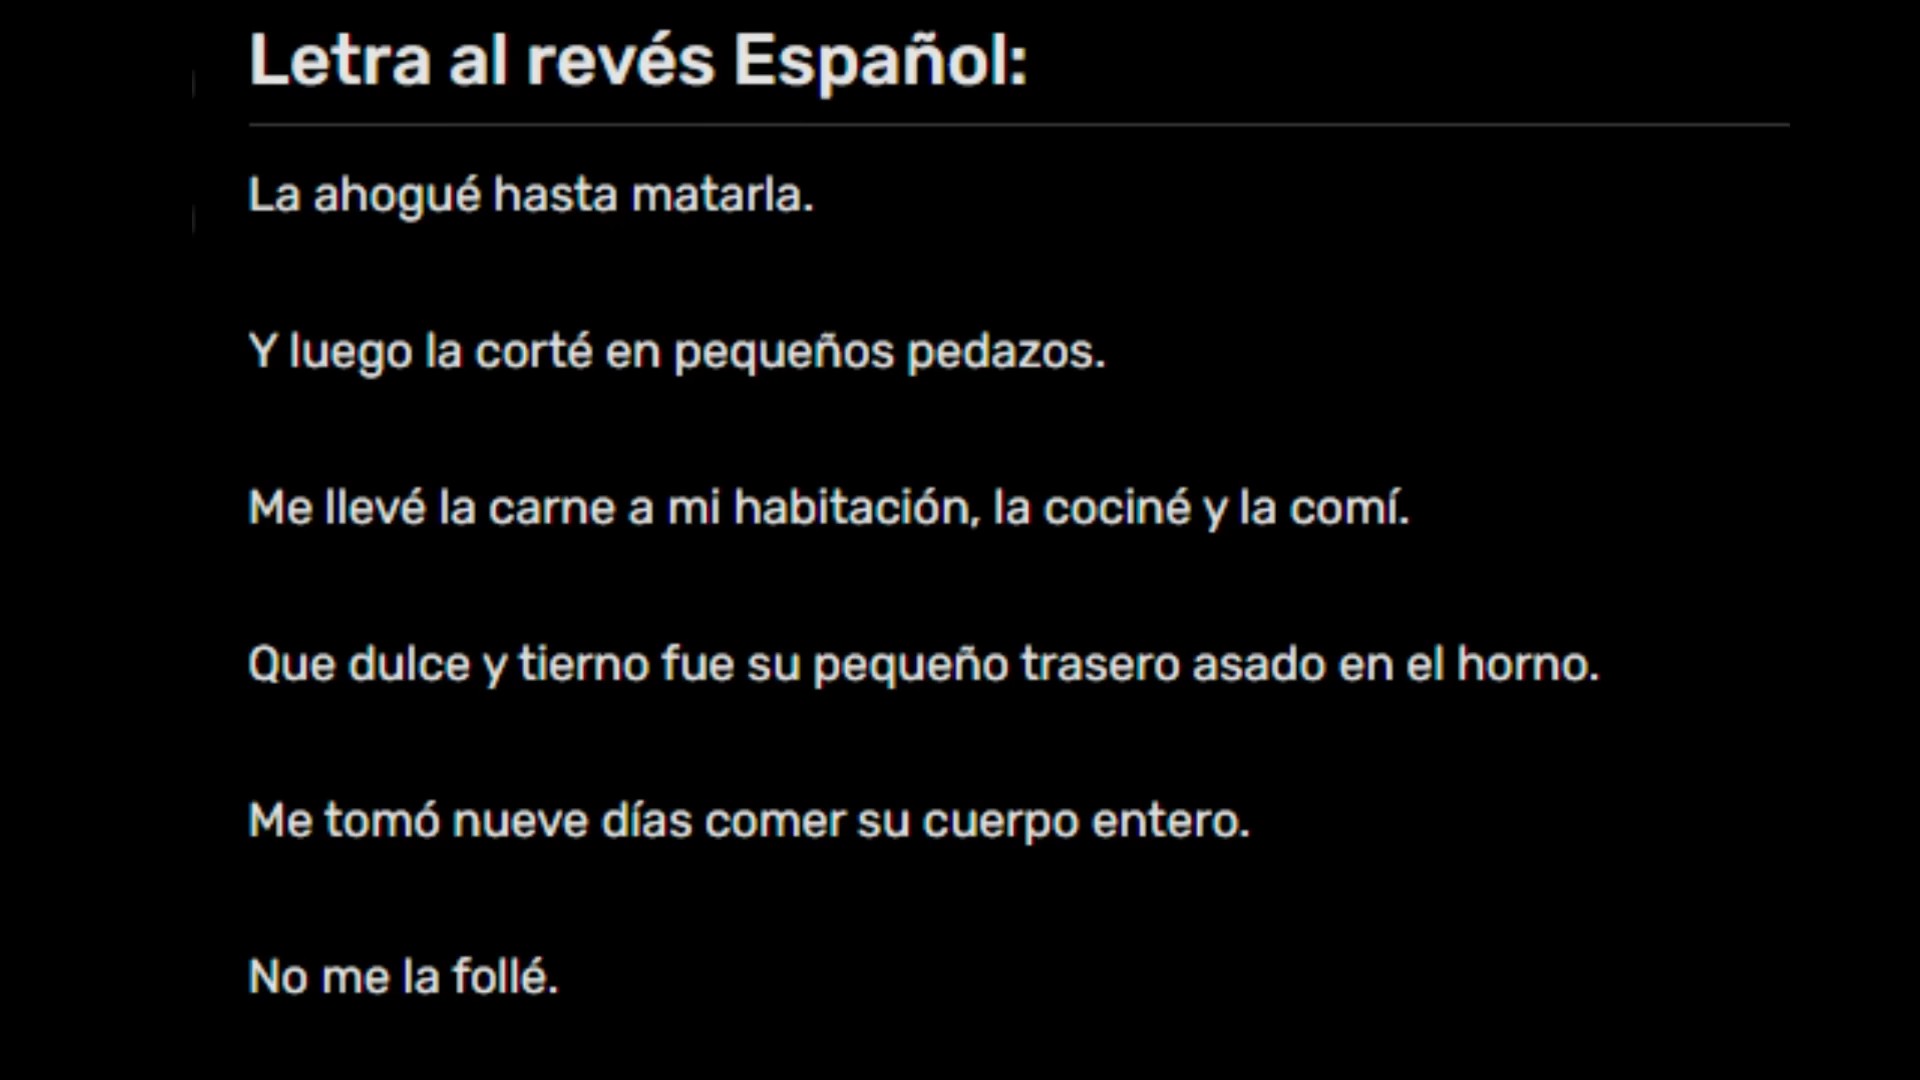 Letra al revés Español:
La ahogué hasta matarla.
Y luego la corté en pequeños pedazos.
Me llevé la carne a mi habitación, la cociné y la comí.
Que dulce y tierno fue su pequeño trasero asado en el horno.
Me tomó nueve días comer su cuerpo entero.
No me la follé.